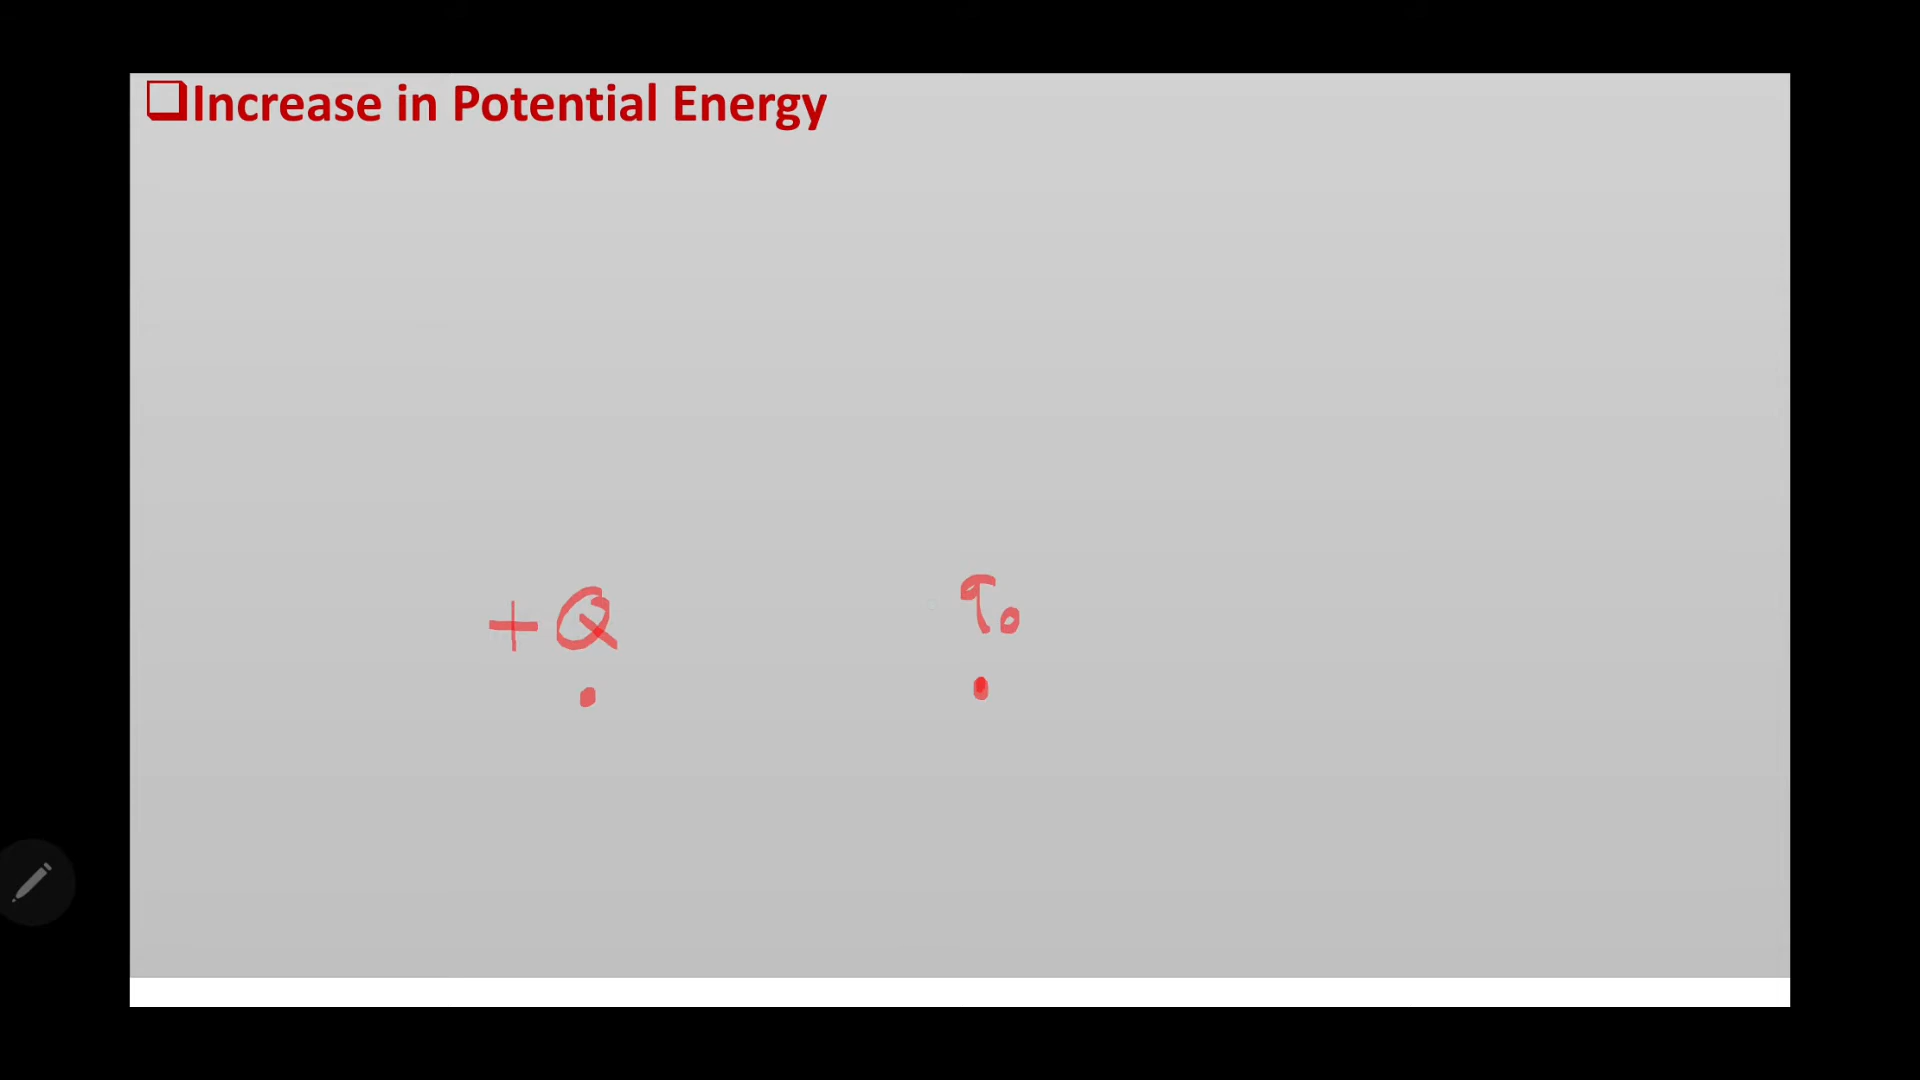 Increase in Potential Energy
+Q q₀